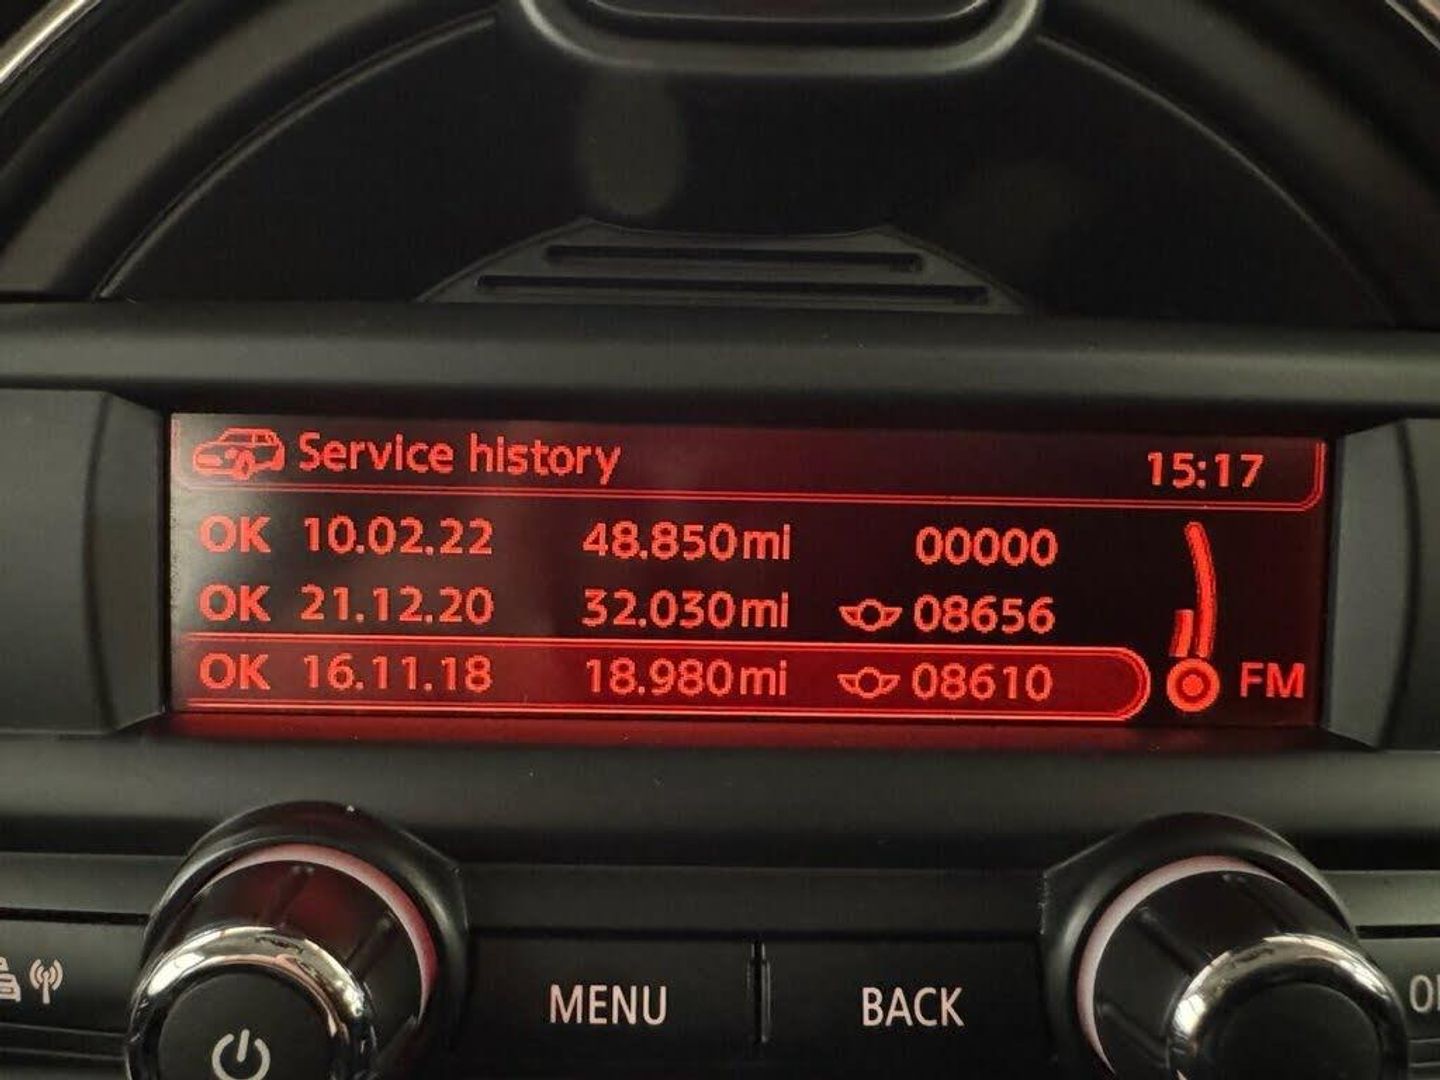 Service history 15:17
OK 10.02.22 48.850mi 00000
OK 21.12.20 32.030mi 08656
OK 16.11.18 18.980mi 08610
FM
MENU BACK